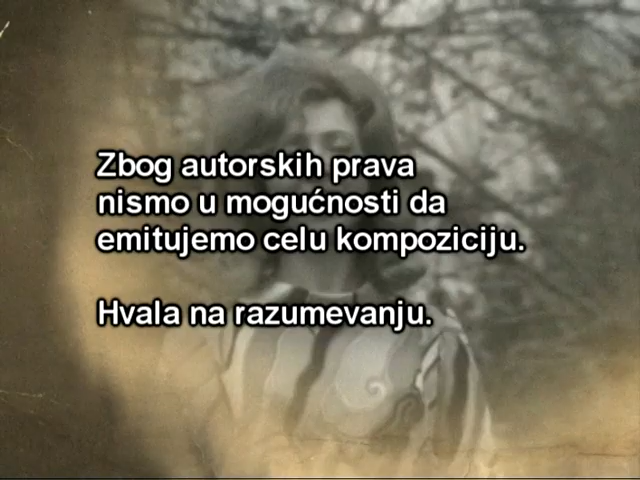 Zbog autorskih prava
nismo u mogućnosti da
emitujemo celu kompoziciju.
Hvala na razumevanju.